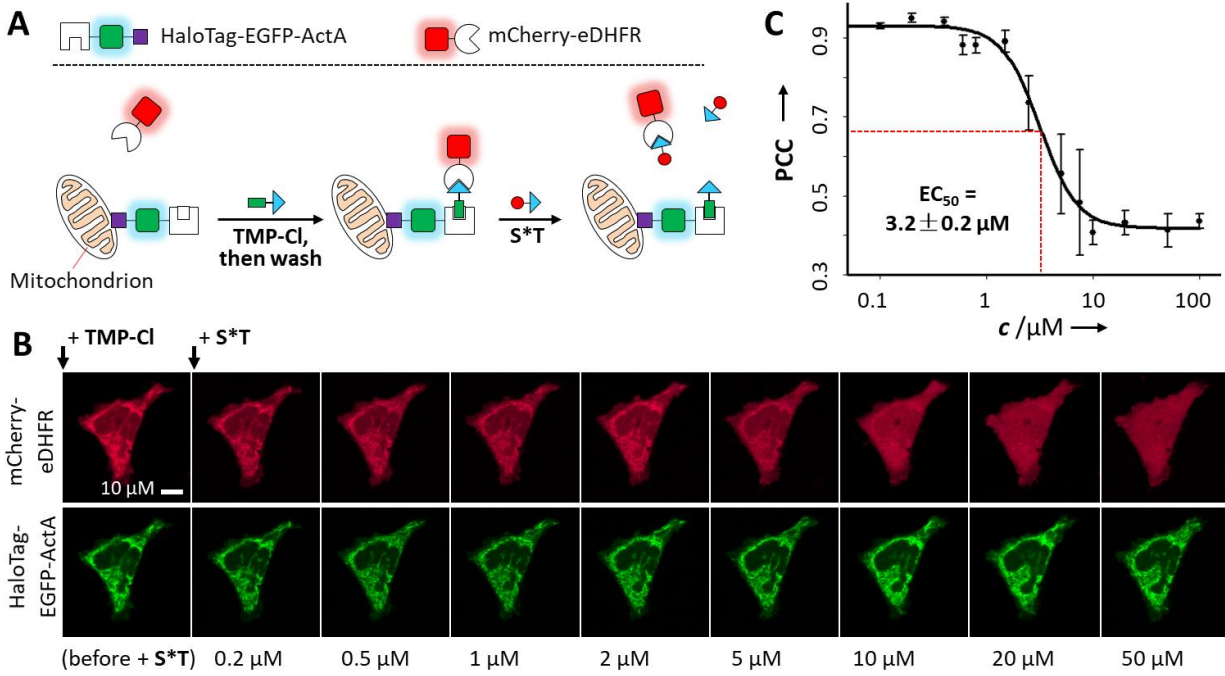 A
HaloTag-EGFP-ActA
mCherry-eDHFR
TMP-Cl,
then wash
S*T
Mitochondrion
C
PCC
0.9
0.7
0.5
0.3
EC50 =
3.2 ± 0.2 µM
0.1
1
10
100
c /µM
B
+ TMP-Cl
+ S*T
mCherry-
eDHFR
10 µM
HaloTag-
EGFP-ActA
(before + S*T)
0.2 µM
0.5 µM
1 µM
2 µM
5 µM
10 µM
20 µM
50 µM